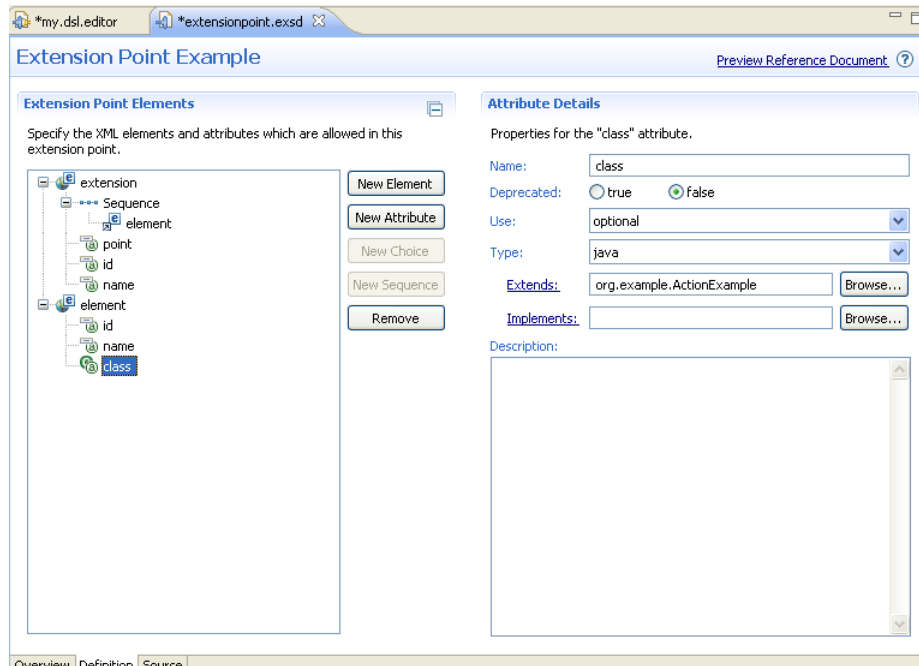 *my.dsl.editor
*extensionpoint.exsd
Extension Point Example
Preview Reference Document
?
Extension Point Elements
Specify the XML elements and attributes which are allowed in this
extension point.
extension
Sequence
element
point
id
name
element
id
name
class
New Element
New Attribute
New Choice
New Sequence
Remove
Attribute Details
Properties for the "class" attribute.
Name: class
Deprecated: true false
Use: optional
Type: java
Extends: org.example.ActionExample Browse...
Implements: Browse...
Description:
Overview Definition Source